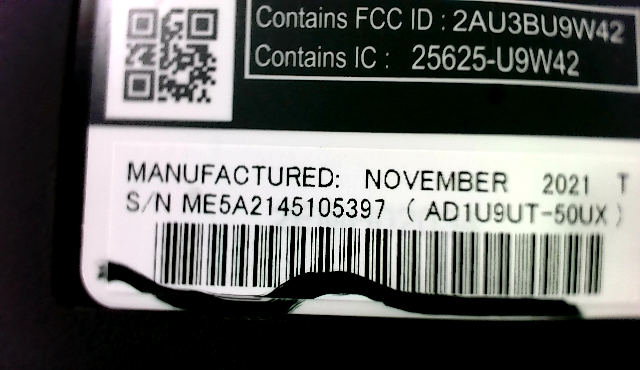 Contains FCC ID : 2AU3BU9W42
Contains IC : 25625-U9W42
MANUFACTURED: NOVEMBER 2021 T
S/N ME5A2145105397 ( AD1U9UT-50UX )